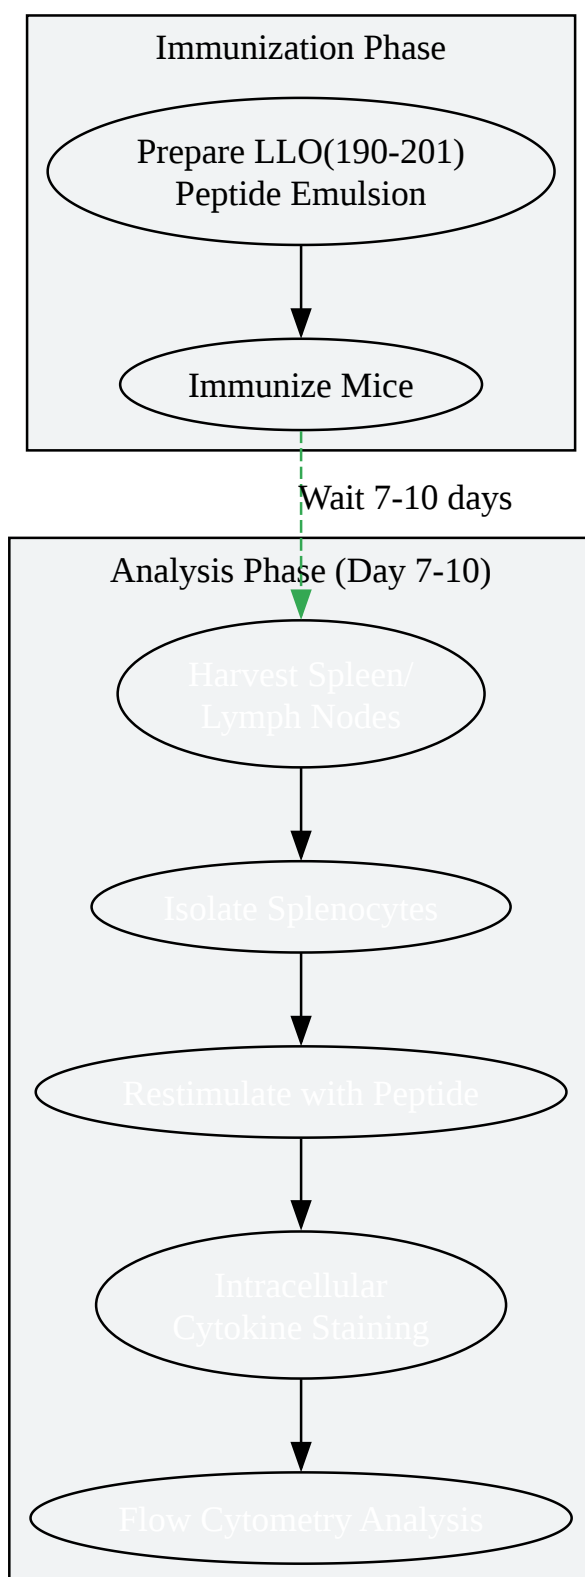 Immunization Phase
Prepare LLO(190-201)
Peptide Emulsion
Immunize Mice
Wait 7-10 days
Analysis Phase (Day 7-10)
Harvest Spleen/
Lymph Nodes
Isolate Splenocytes
Restimulate with Peptide
Intracellular
Cytokine Staining
Flow Cytometry Analysis